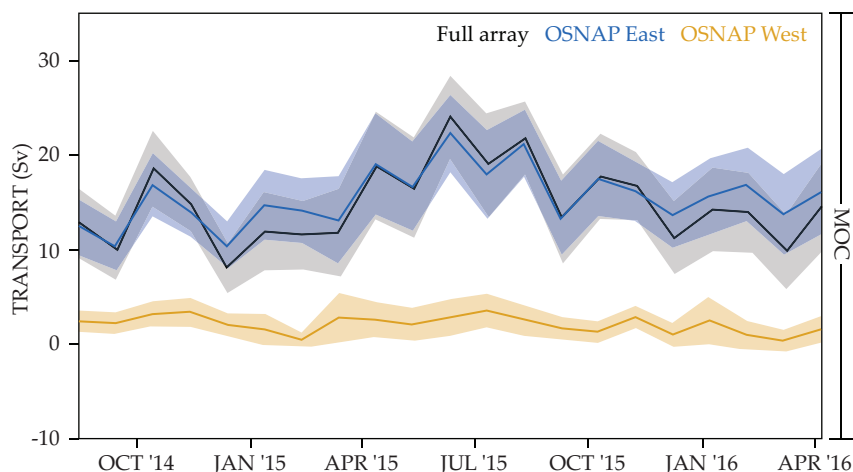 Full array OSNAP East OSNAP West
30
20
10
0
-10
TRANSPORT (Sv)
MOC
OCT '14 JAN '15 APR '15 JUL '15 OCT '15 JAN '16 APR '16